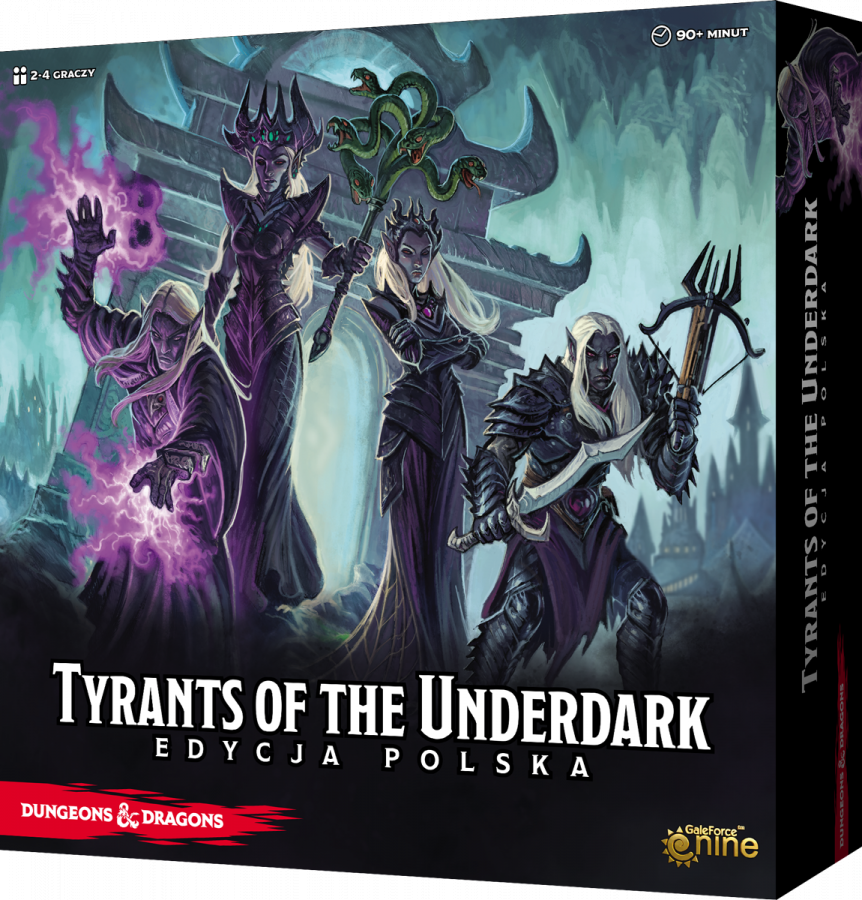 2-4 GRACZY
90+ MINUT
TYRANTS OF THE UNDERDARK
EDYCJA POLSKA
DUNGEONS & DRAGONS
GaleForce℠
nine
TYRANTS OF THE UNDERDARK
EDYCJA POLSKA
DUNGEONS & DRAGONS